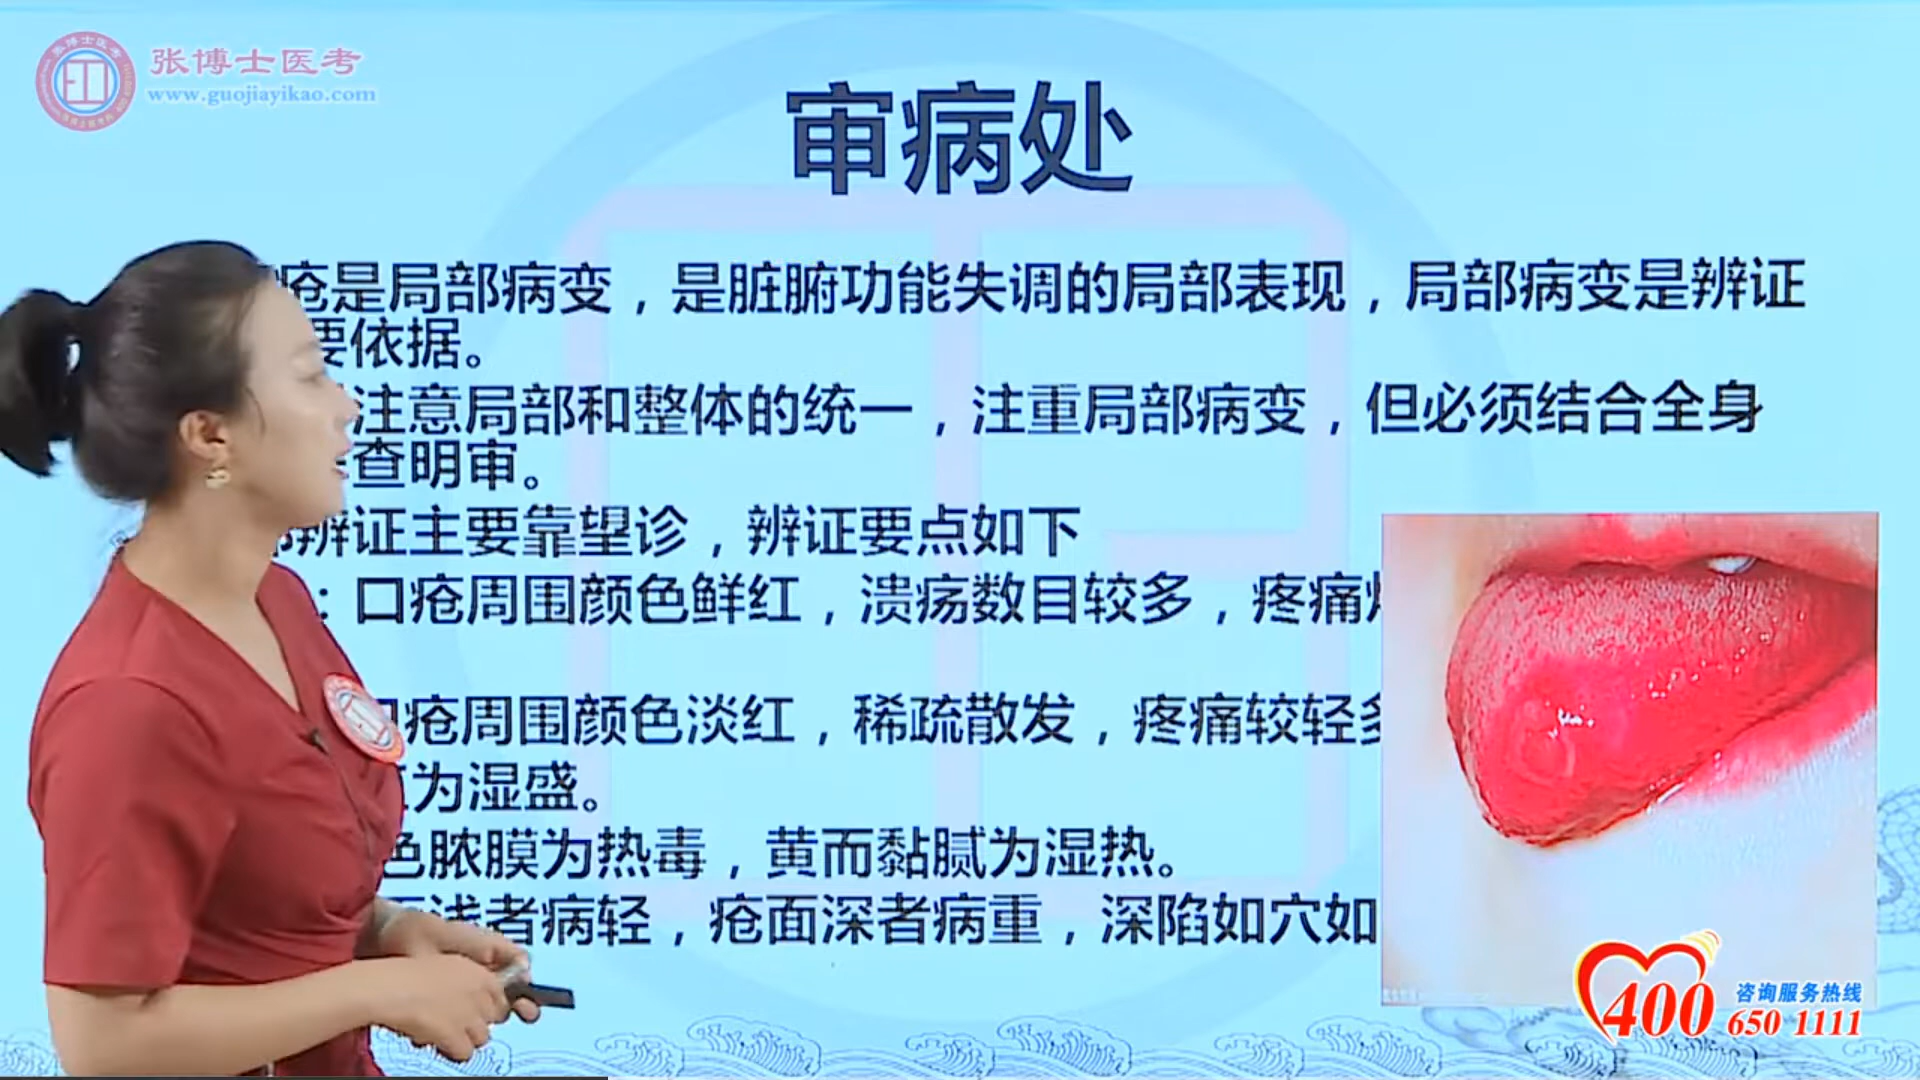 张博士医考
www.guojiayikao.com
审病处
疮是局部病变，是脏腑功能失调的局部表现，局部病变是辨证
要依据。
注意局部和整体的统一，注重局部病变，但必须结合全身
查明审。
辨证主要靠望诊，辨证要点如下
：口疮周围颜色鲜红，溃疡数目较多，疼痛
口疮周围颜色淡红，稀疏散发，疼痛较轻多
为湿盛。
色脓膜为热毒，黄而黏腻为湿热。
浅者病轻，疮面深者病重，深陷如穴如
400 咨询服务热线
650 1111